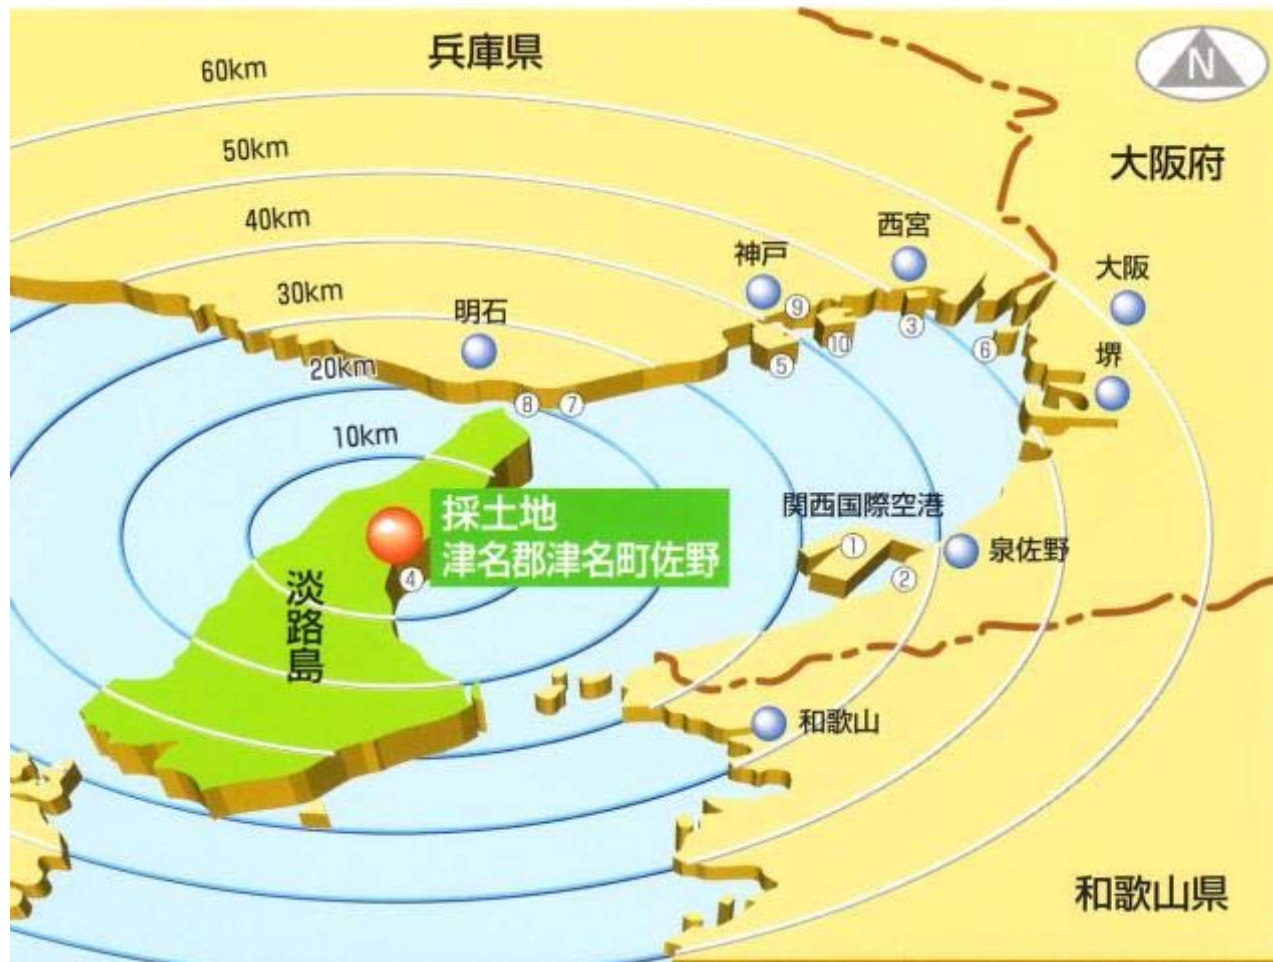 兵庫県
N
60km
大阪府
50km
40km
西宮
神戸
大阪
30km
明石
⑨
③
⑩
⑥
堺
20km
⑤
⑧
⑦
10km
採土地
関西国際空港
津名郡津名町佐野
①
泉佐野
④
②
淡路島
和歌山
和歌山県